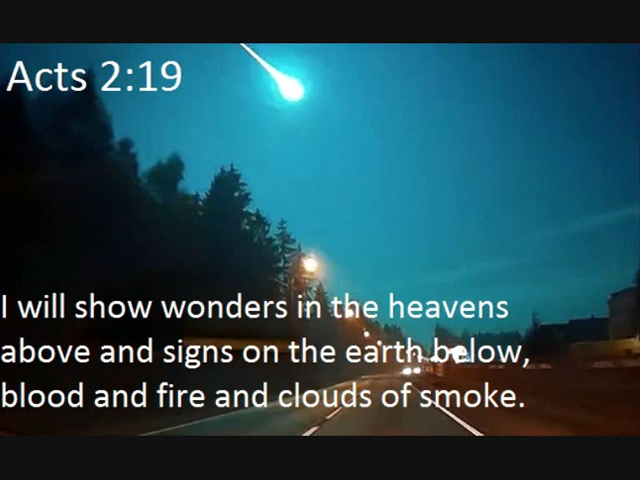 Acts 2:19
I will show wonders in the heavens
above and signs on the earth below,
blood and fire and clouds of smoke.